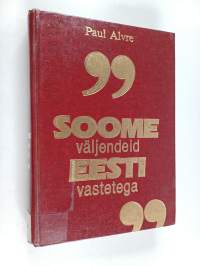 Paul Alvre
”
SOOME
väljendeid
EESTI
vastetega
”